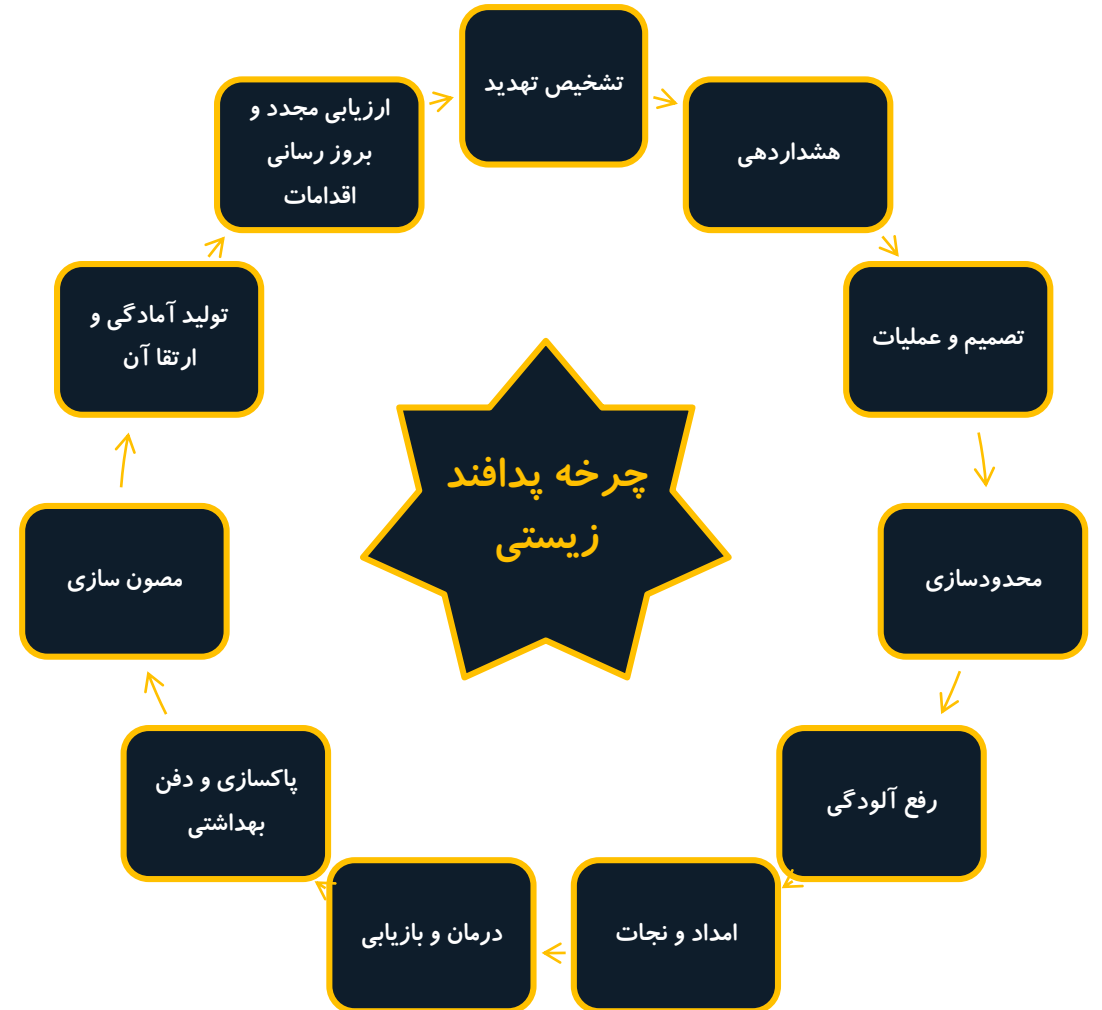 تشخیص تهدید
هشداردهی
تصمیم و عملیات
محدودسازی
رفع آلودگی
امداد و نجات
درمان و بازیابی
پاکسازی و دفن
بهداشتی
مصون سازی
تولید آمادگی و
ارتقا آن
ارزیابی مجدد و
بروز رسانی
اقدامات
چرخه پدافند
زیستی